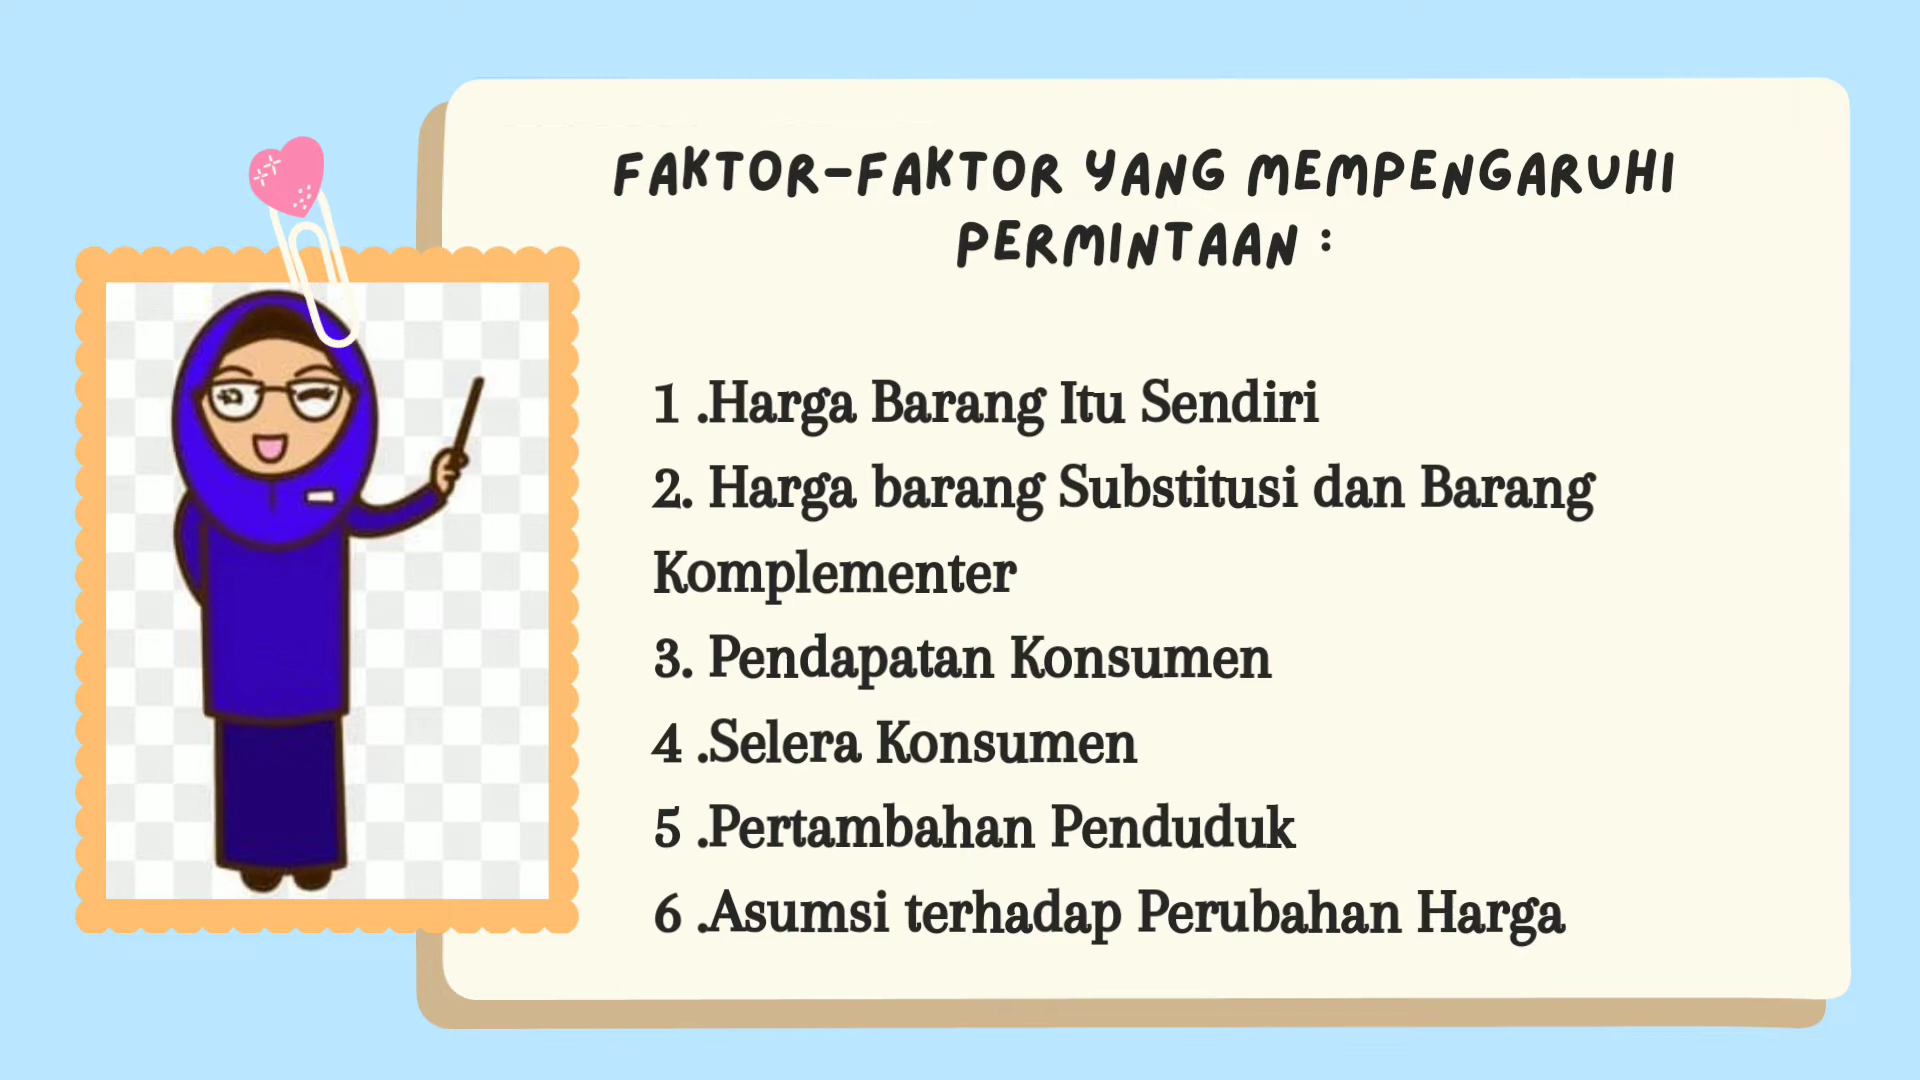 FAKTOR-FAKTOR YANG MEMPENGARUHI
PERMINTAAN :
1 .Harga Barang Itu Sendiri
2. Harga barang Substitusi dan Barang
Komplementer
3. Pendapatan Konsumen
4 .Selera Konsumen
5 .Pertambahan Penduduk
6 .Asumsi terhadap Perubahan Harga